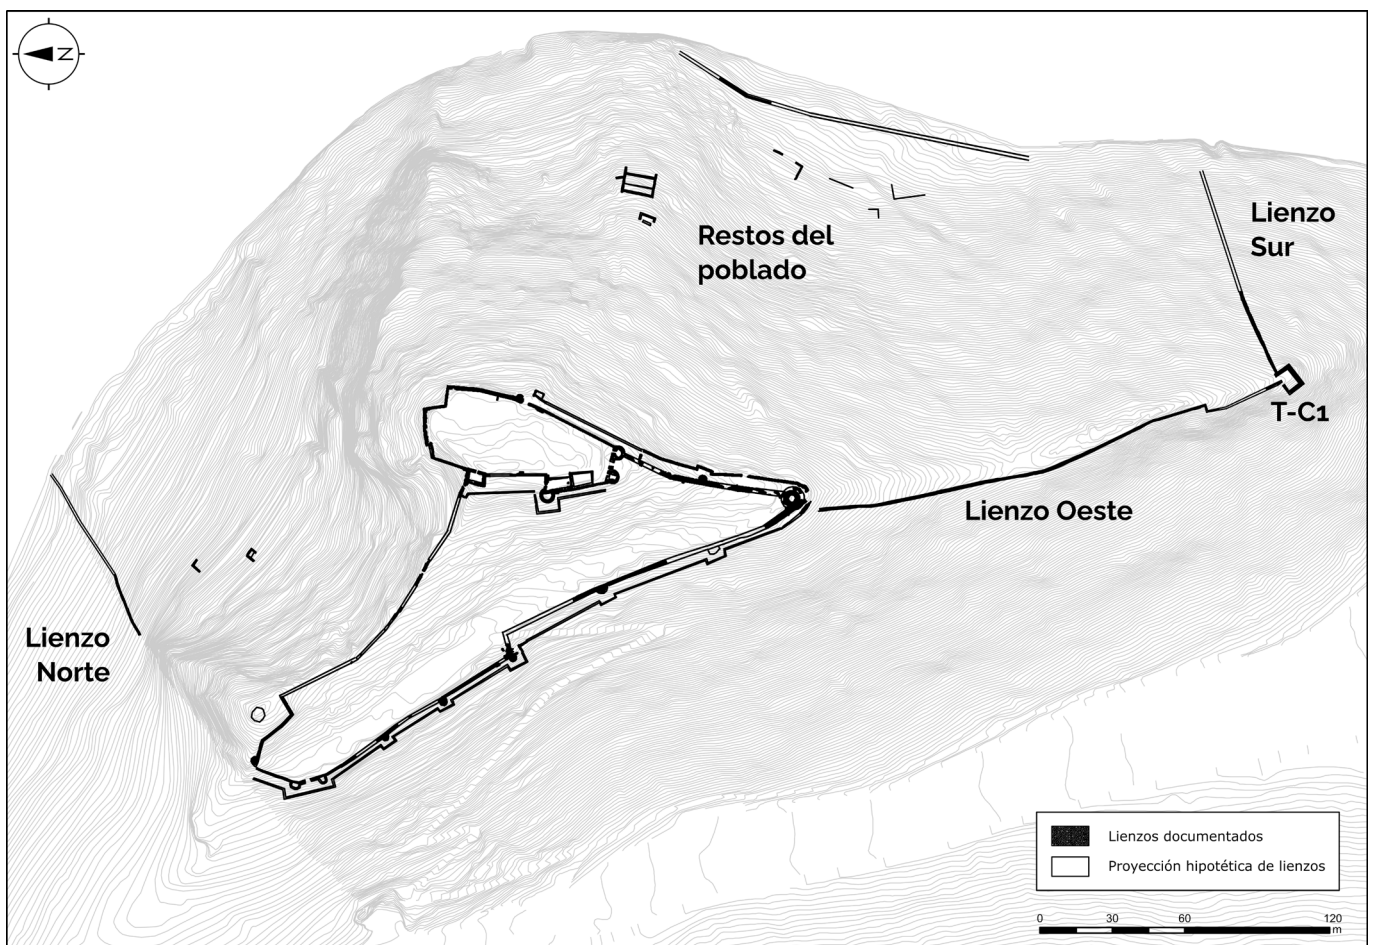 N
Lienzo
Sur
Restos del
poblado
T-C1
Lienzo Oeste
Lienzo
Norte
Lienzos documentados
Proyección hipotética de lienzos
0 30 60 120
m